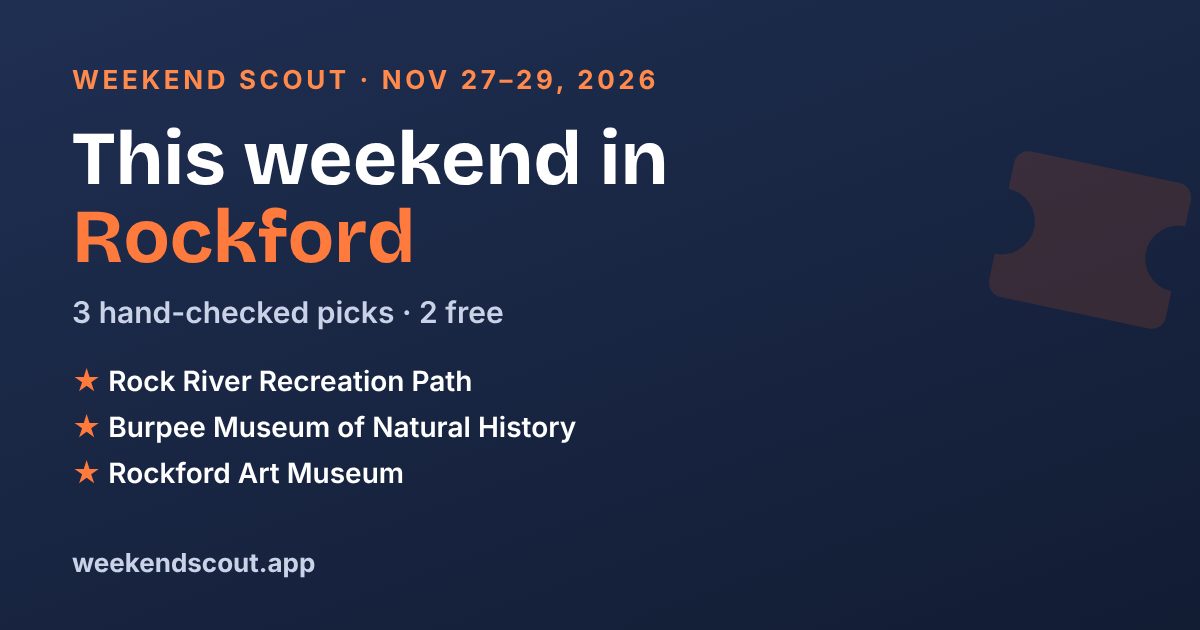 WEEKEND SCOUT · NOV 27–29, 2026
This weekend in
Rockford
3 hand-checked picks · 2 free
★ Rock River Recreation Path
★ Burpee Museum of Natural History
★ Rockford Art Museum
weekendscout.app